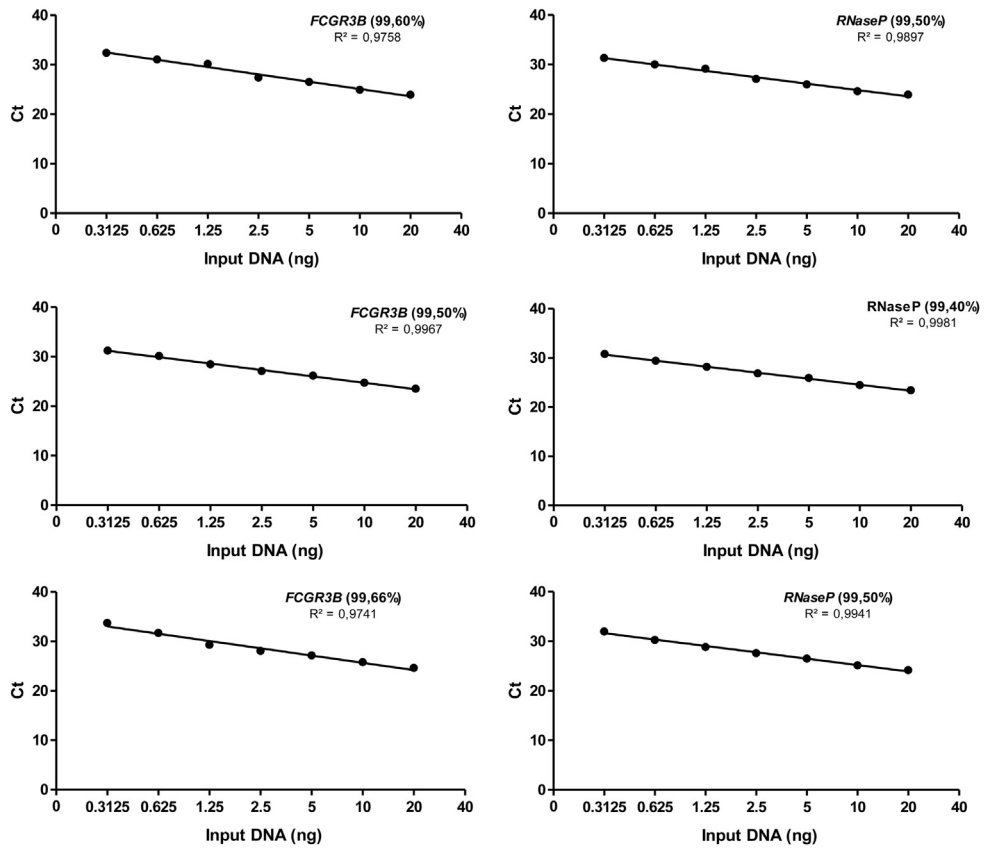 FCGR3B (99,60%)
R² = 0,9758
40
30
20
10
0
Ct
0 0.3125 0.625 1.25 2.5 5 10 20 40
Input DNA (ng)
RNaseP (99,50%)
R² = 0,9897
40
30
20
10
0
Ct
0 0.3125 0.625 1.25 2.5 5 10 20 40
Input DNA (ng)
FCGR3B (99,50%)
R² = 0,9967
40
30
20
10
0
Ct
0 0.3125 0.625 1.25 2.5 5 10 20 40
Input DNA (ng)
RNaseP (99,40%)
R² = 0,9981
40
30
20
10
0
Ct
0 0.3125 0.625 1.25 2.5 5 10 20 40
Input DNA (ng)
FCGR3B (99,66%)
R² = 0,9741
40
30
20
10
0
Ct
0 0.3125 0.625 1.25 2.5 5 10 20 40
Input DNA (ng)
RNaseP (99,50%)
R² = 0,9941
40
30
20
10
0
Ct
0 0.3125 0.625 1.25 2.5 5 10 20 40
Input DNA (ng)